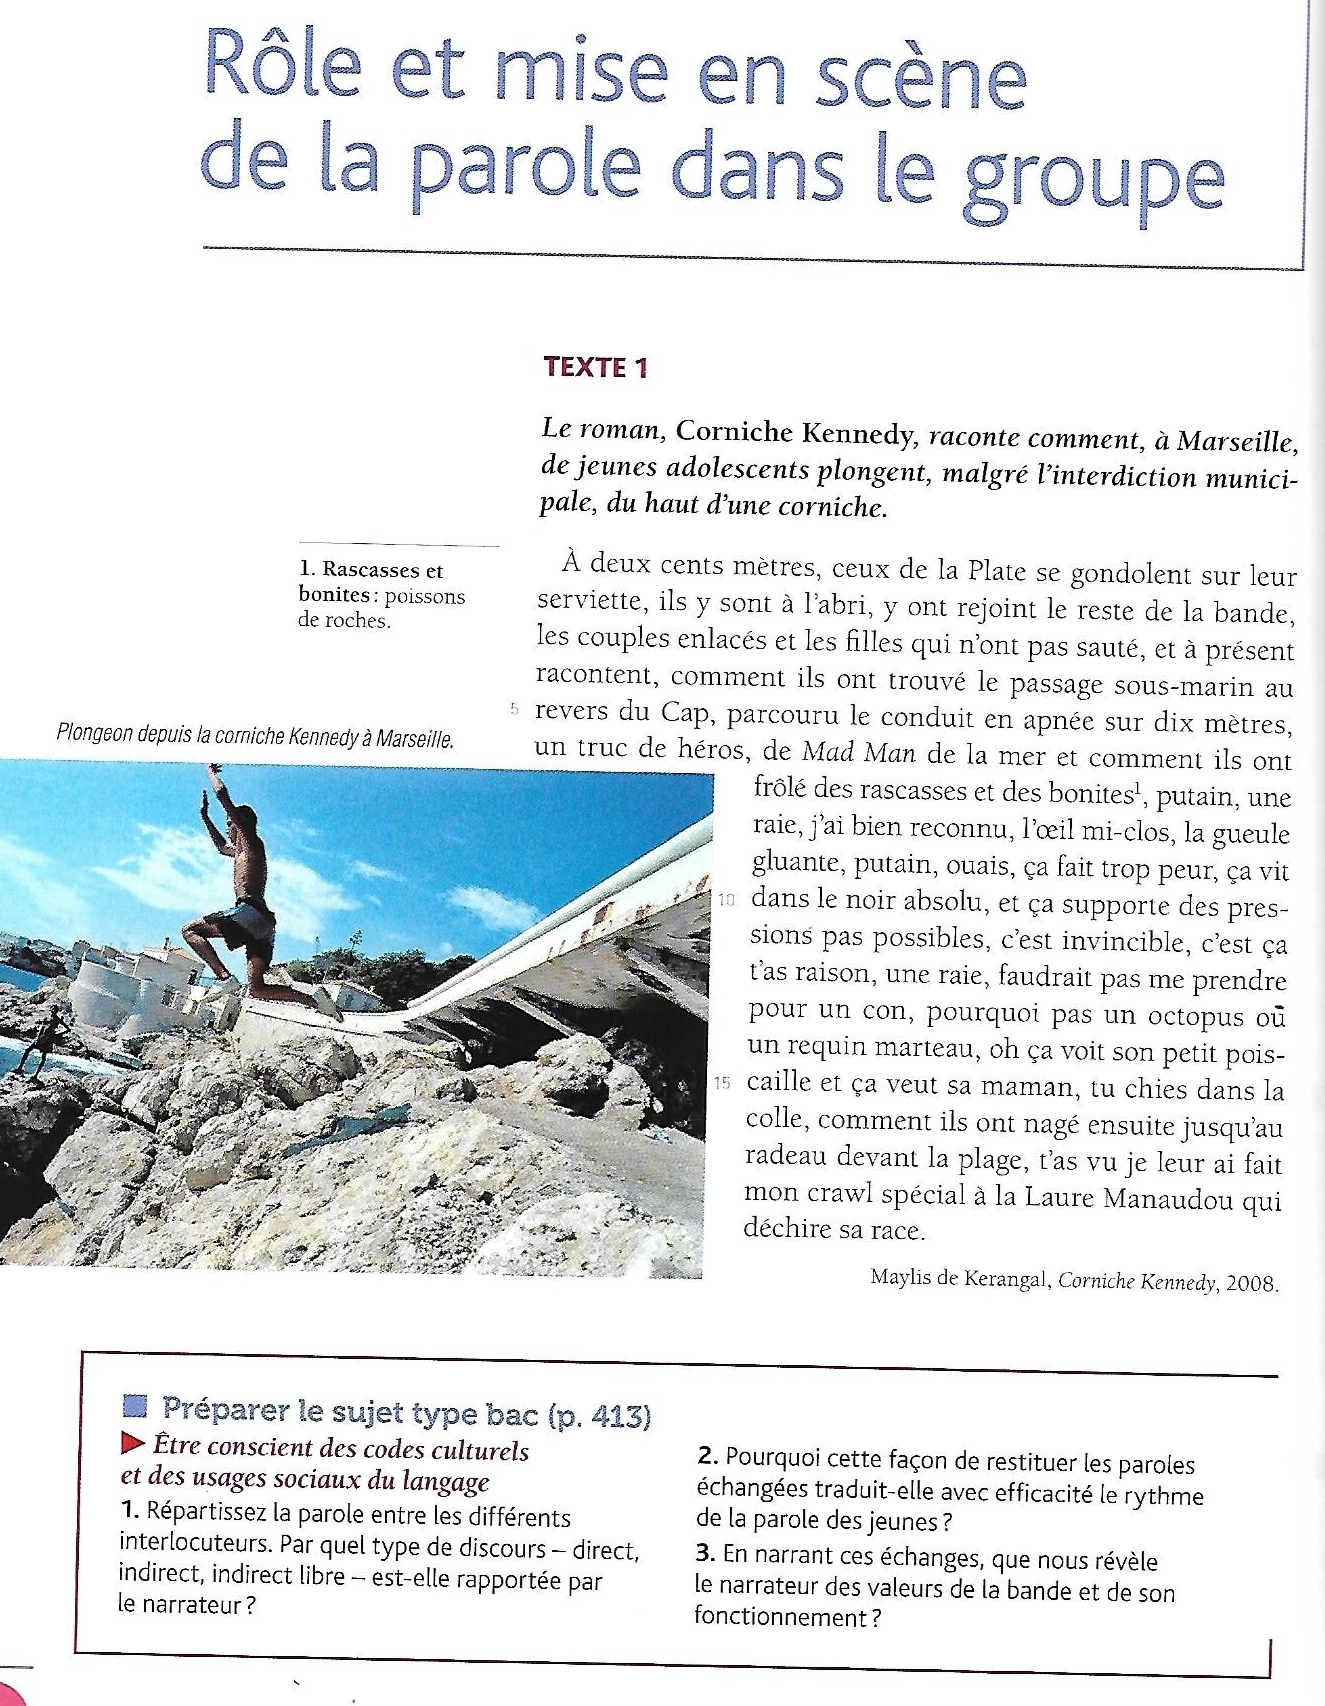 Rôle et mise en scène
de la parole dans le groupe
TEXTE 1
Le roman, Corniche Kennedy, raconte comment, à Marseille,
de jeunes adolescents plongent, malgré l'interdiction munici-
pale, du haut d'une corniche.
1. Rascasses et
bonites : poissons
de roches.
À deux cents mètres, ceux de la Plate se gondolent sur leur
serviette, ils y sont à l'abri, y ont rejoint le reste de la bande,
les couples enlacés et les filles qui n'ont pas sauté, et à présent
racontent, comment ils ont trouvé le passage sous-marin au
5 revers du Cap, parcouru le conduit en apnée sur dix mètres,
un truc de héros, de Mad Man de la mer et comment ils ont
Plongeon depuis la corniche Kennedy à Marseille.
frôlé des rascasses et des bonites¹, putain, une
raie, j'ai bien reconnu, l'œil mi-clos, la gueule
gluante, putain, ouais, ça fait trop peur, ça vit
10 dans le noir absolu, et ça supporte des pres-
sions pas possibles, c'est invincible, c'est ça
t'as raison, une raie, faudrait pas me prendre
pour un con, pourquoi pas un octopus où
un requin marteau, oh ça voit son petit pois-
15 caille et ça veut sa maman, tu chies dans la
colle, comment ils ont nagé ensuite jusqu'au
radeau devant la plage, t'as vu je leur ai fait
mon crawl spécial à la Laure Manaudou qui
déchire sa race.
Maylis de Kerangal, Corniche Kennedy, 2008.
Préparer le sujet type bac (p. 413)
Être conscient des codes culturels
et des usages sociaux du langage
1. Répartissez la parole entre les différents
interlocuteurs. Par quel type de discours – direct,
indirect, indirect libre – est-elle rapportée par
le narrateur ?
2. Pourquoi cette façon de restituer les paroles
échangées traduit-elle avec efficacité le rythme
de la parole des jeunes ?
3. En narrant ces échanges, que nous révèle
le narrateur des valeurs de la bande et de son
fonctionnement ?